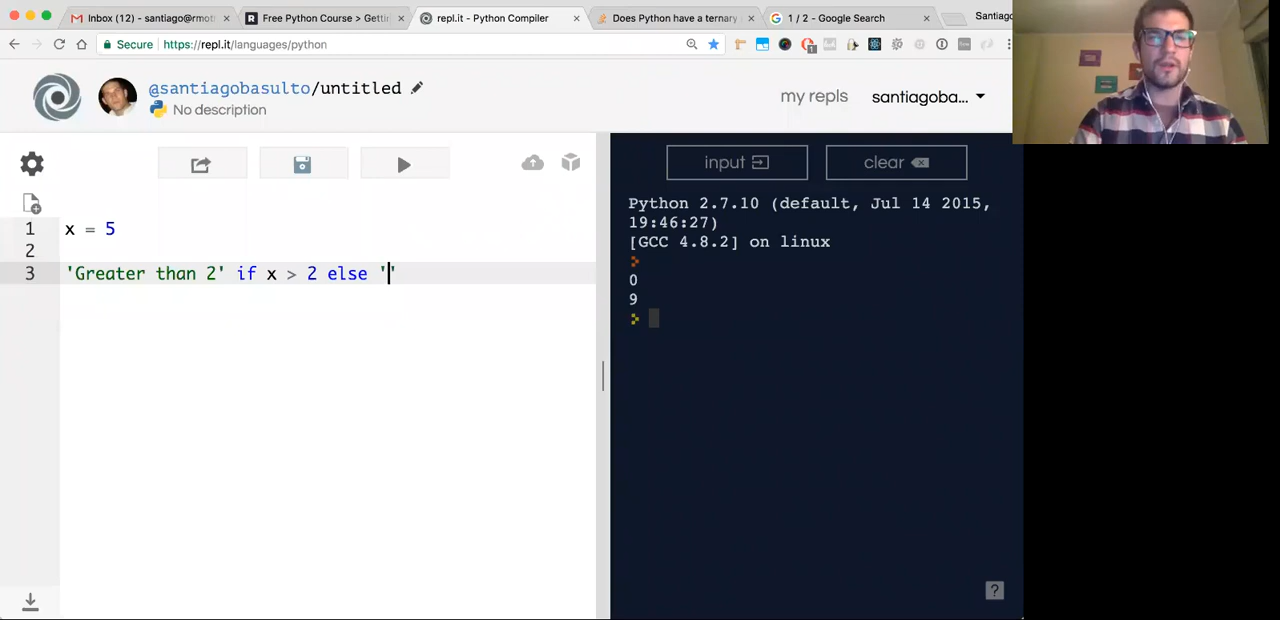 Inbox (12) - santiago@rmot
Free Python Course > Gettin
repl.it - Python Compiler
Does Python have a ternary
1 / 2 - Google Search
Santiago
Secure
https://repl.it/languages/python
@santiagobasulto/untitled
No description
my repls
santiagoba...
input
clear
1 x = 5
2
3 'Greater than 2' if x > 2 else ''
Python 2.7.10 (default, Jul 14 2015,
19:46:27)
[GCC 4.8.2] on linux
0
9
?